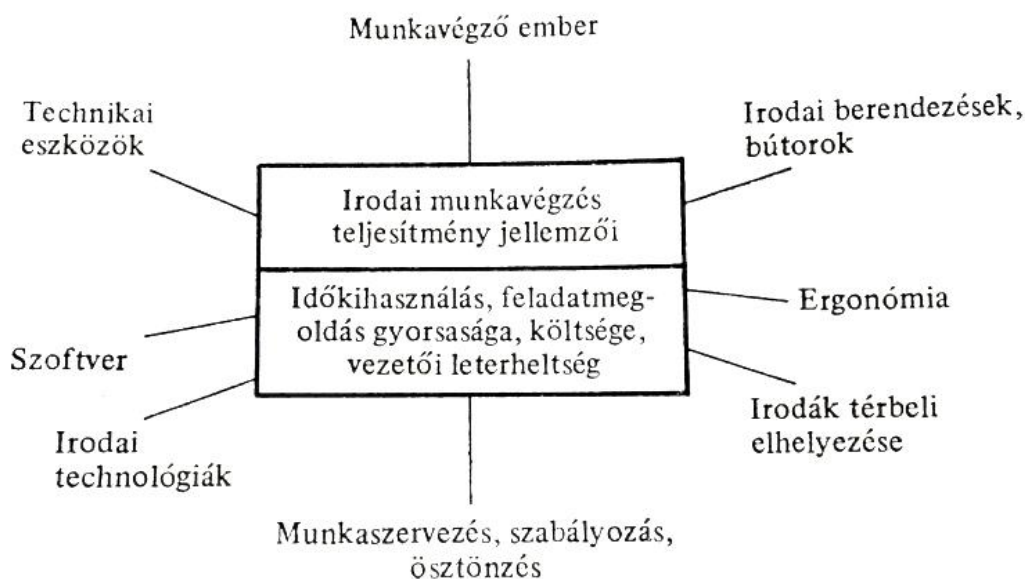 Munkavégző ember
Technikai
eszközök
Irodai berendezések,
bútorok
Irodai munkavégzés
teljesítmény jellemzői
Időkihasználás, feladatmeg-
oldás gyorsasága, költsége,
vezetői leterheltség
Ergonómia
Szoftver
Irodák térbeli
elhelyezése
Irodai
technológiák
Munkaszervezés, szabályozás,
ösztönzés